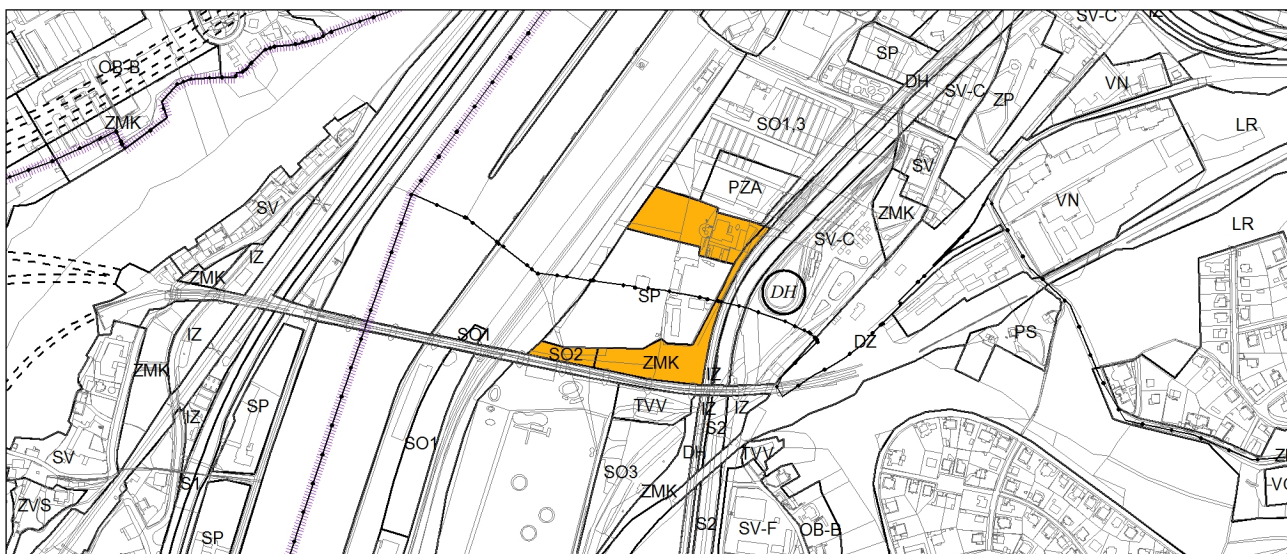 IZ
SV-C
SP
OB-B
DH
VN
SV-C
ZP
ZMK
SO1,3
LR
SV
PZA
VN
SV
ZMK
LR
SV-C
IZ
ZMK
SP
DH
SO1
DZ
PS
IZ
SO2
ZMK
ZMK
IZ
SP
TVV
IZ
IZ
S2
SO1
IZ
DH
TVV
SV
SO3
S1
ZMK
ZVS
S2
SV-F
OB-B
SP